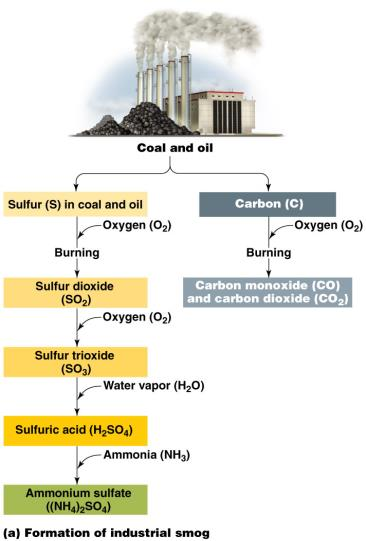 Coal and oil
Sulfur (S) in coal and oil
Carbon (C)
Oxygen (O₂)
Oxygen (O₂)
Burning
Burning
Sulfur dioxide
(SO₂)
Carbon monoxide (CO)
and carbon dioxide (CO₂)
Oxygen (O₂)
Sulfur trioxide
(SO₃)
Water vapor (H₂O)
Sulfuric acid (H₂SO₄)
Ammonia (NH₃)
Ammonium sulfate
((NH₄)₂SO₄)
(a) Formation of industrial smog